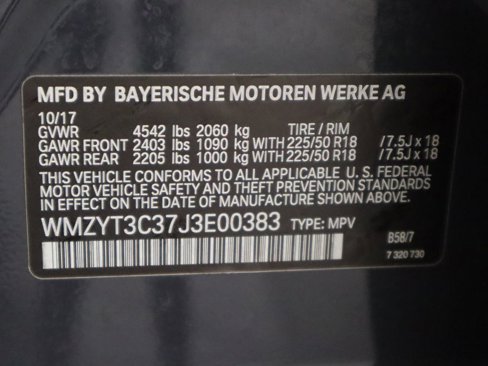 MFD BY BAYERISCHE MOTOREN WERKE AG
10/17
GVWR 4542 lbs 2060 kg TIRE / RIM
GAWR FRONT 2403 lbs 1090 kg WITH 225/50 R18 /7.5J x 18
GAWR REAR 2205 lbs 1000 kg WITH 225/50 R18 /7.5J x 18
THIS VEHICLE CONFORMS TO ALL APPLICABLE U. S. FEDERAL
MOTOR VEHICLE SAFETY AND THEFT PREVENTION STANDARDS
IN EFFECT ON THE DATE OF MANUFACTURE SHOWN ABOVE.
WMZYT3C37J3E00383 TYPE: MPV
B58/7
7 320 730